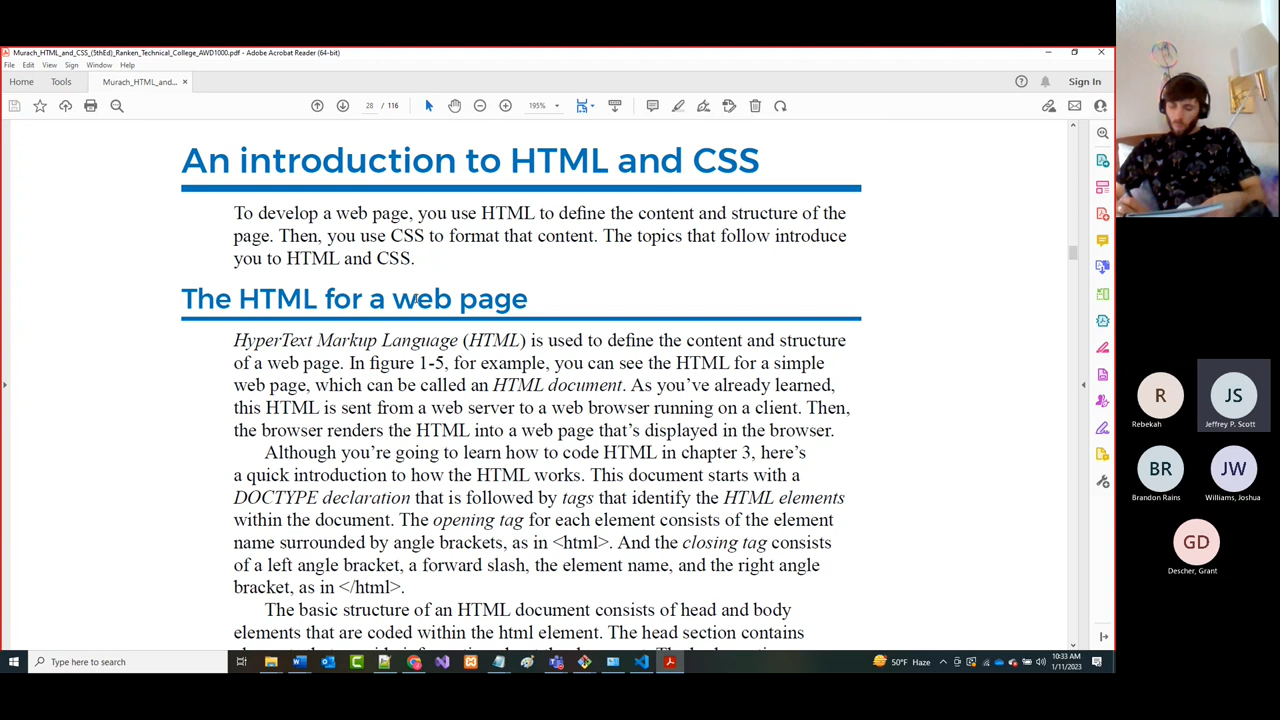 Murach_HTML_and_CSS_(5thEd)_Ranken_Technical_College_AWD1000.pdf - Adobe Acrobat Reader (64-bit)
File Edit View Sign Window Help
Home Tools Murach_HTML_and... × Sign In
28 / 116 195%
An introduction to HTML and CSS
To develop a web page, you use HTML to define the content and structure of the
page. Then, you use CSS to format that content. The topics that follow introduce
you to HTML and CSS.
The HTML for a web page
HyperText Markup Language (HTML) is used to define the content and structure
of a web page. In figure 1-5, for example, you can see the HTML for a simple
web page, which can be called an HTML document. As you’ve already learned,
this HTML is sent from a web server to a web browser running on a client. Then,
the browser renders the HTML into a web page that’s displayed in the browser.
Although you’re going to learn how to code HTML in chapter 3, here’s
a quick introduction to how the HTML works. This document starts with a
DOCTYPE declaration that is followed by tags that identify the HTML elements
within the document. The opening tag for each element consists of the element
name surrounded by angle brackets, as in <html>. And the closing tag consists
of a left angle bracket, a forward slash, the element name, and the right angle
bracket, as in </html>.
The basic structure of an HTML document consists of head and body
elements that are coded within the html element. The head section contains
Type here to search
50°F Haze
10:33 AM
1/11/2023
R
Rebekah
JS
Jeffrey P. Scott
BR
Brandon Rains
JW
Williams, Joshua
GD
Descher, Grant